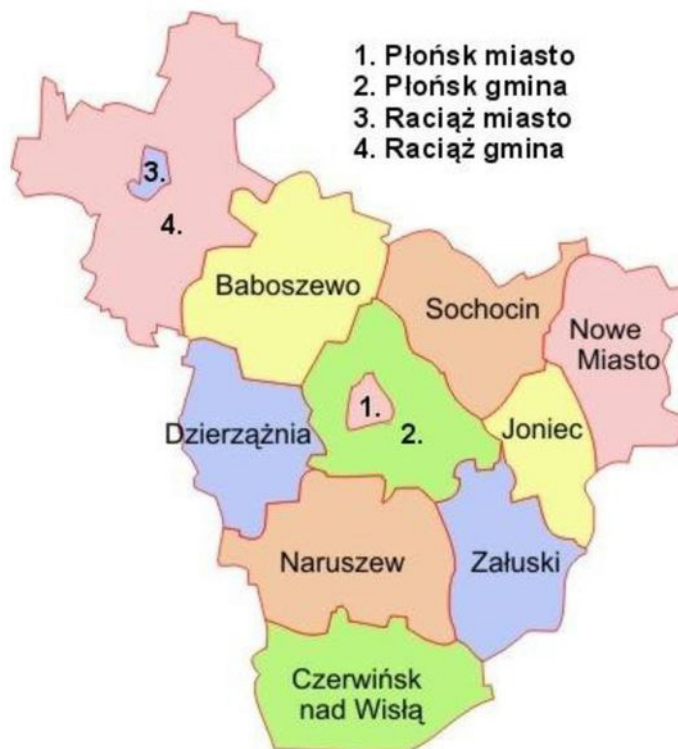 1. Płońsk miasto
2. Płońsk gmina
3. Raciąż miasto
4. Raciąż gmina
3.
4.
Baboszewo
Sochocin
Nowe
Miasto
1.
2.
Dzierzążnia
Joniec
Naruszew
Załuski
Czerwińsk
nad Wisłą